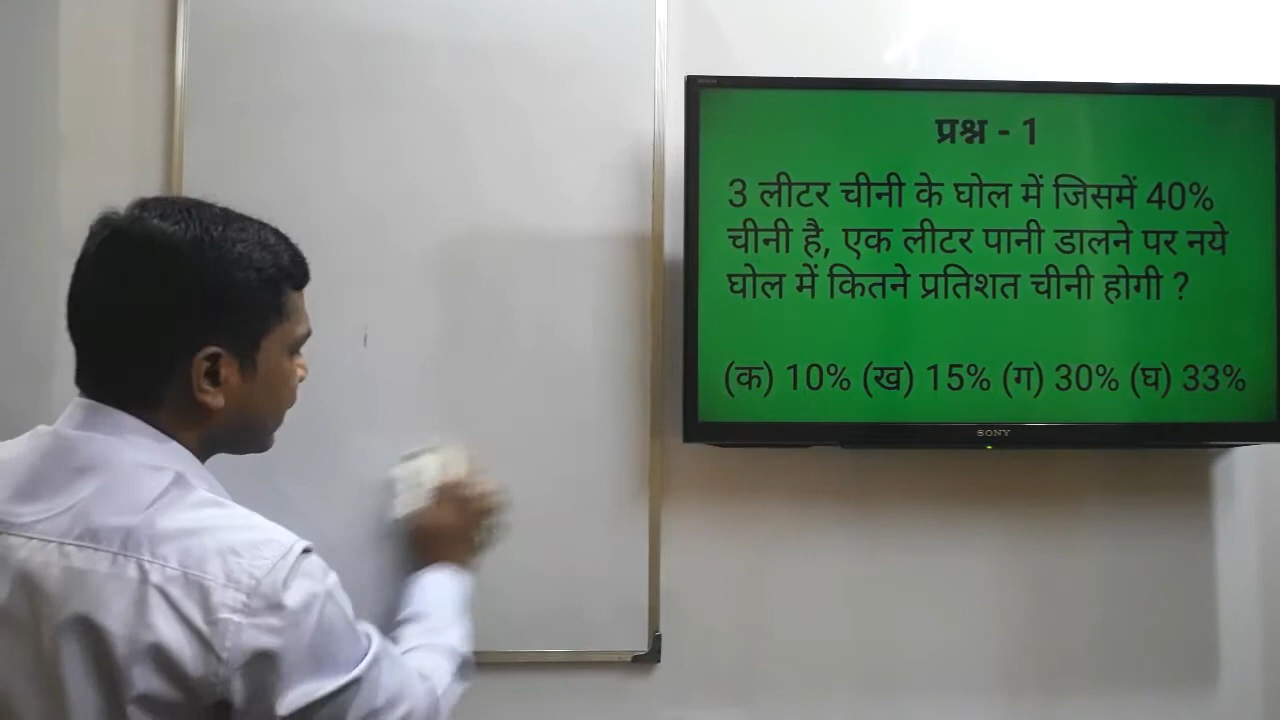 प्रश्न - 1
3 लीटर चीनी के घोल में जिसमें 40%
चीनी है, एक लीटर पानी डालने पर नये
घोल में कितने प्रतिशत चीनी होगी ?
(क) 10% (ख) 15% (ग) 30% (घ) 33%
SONY